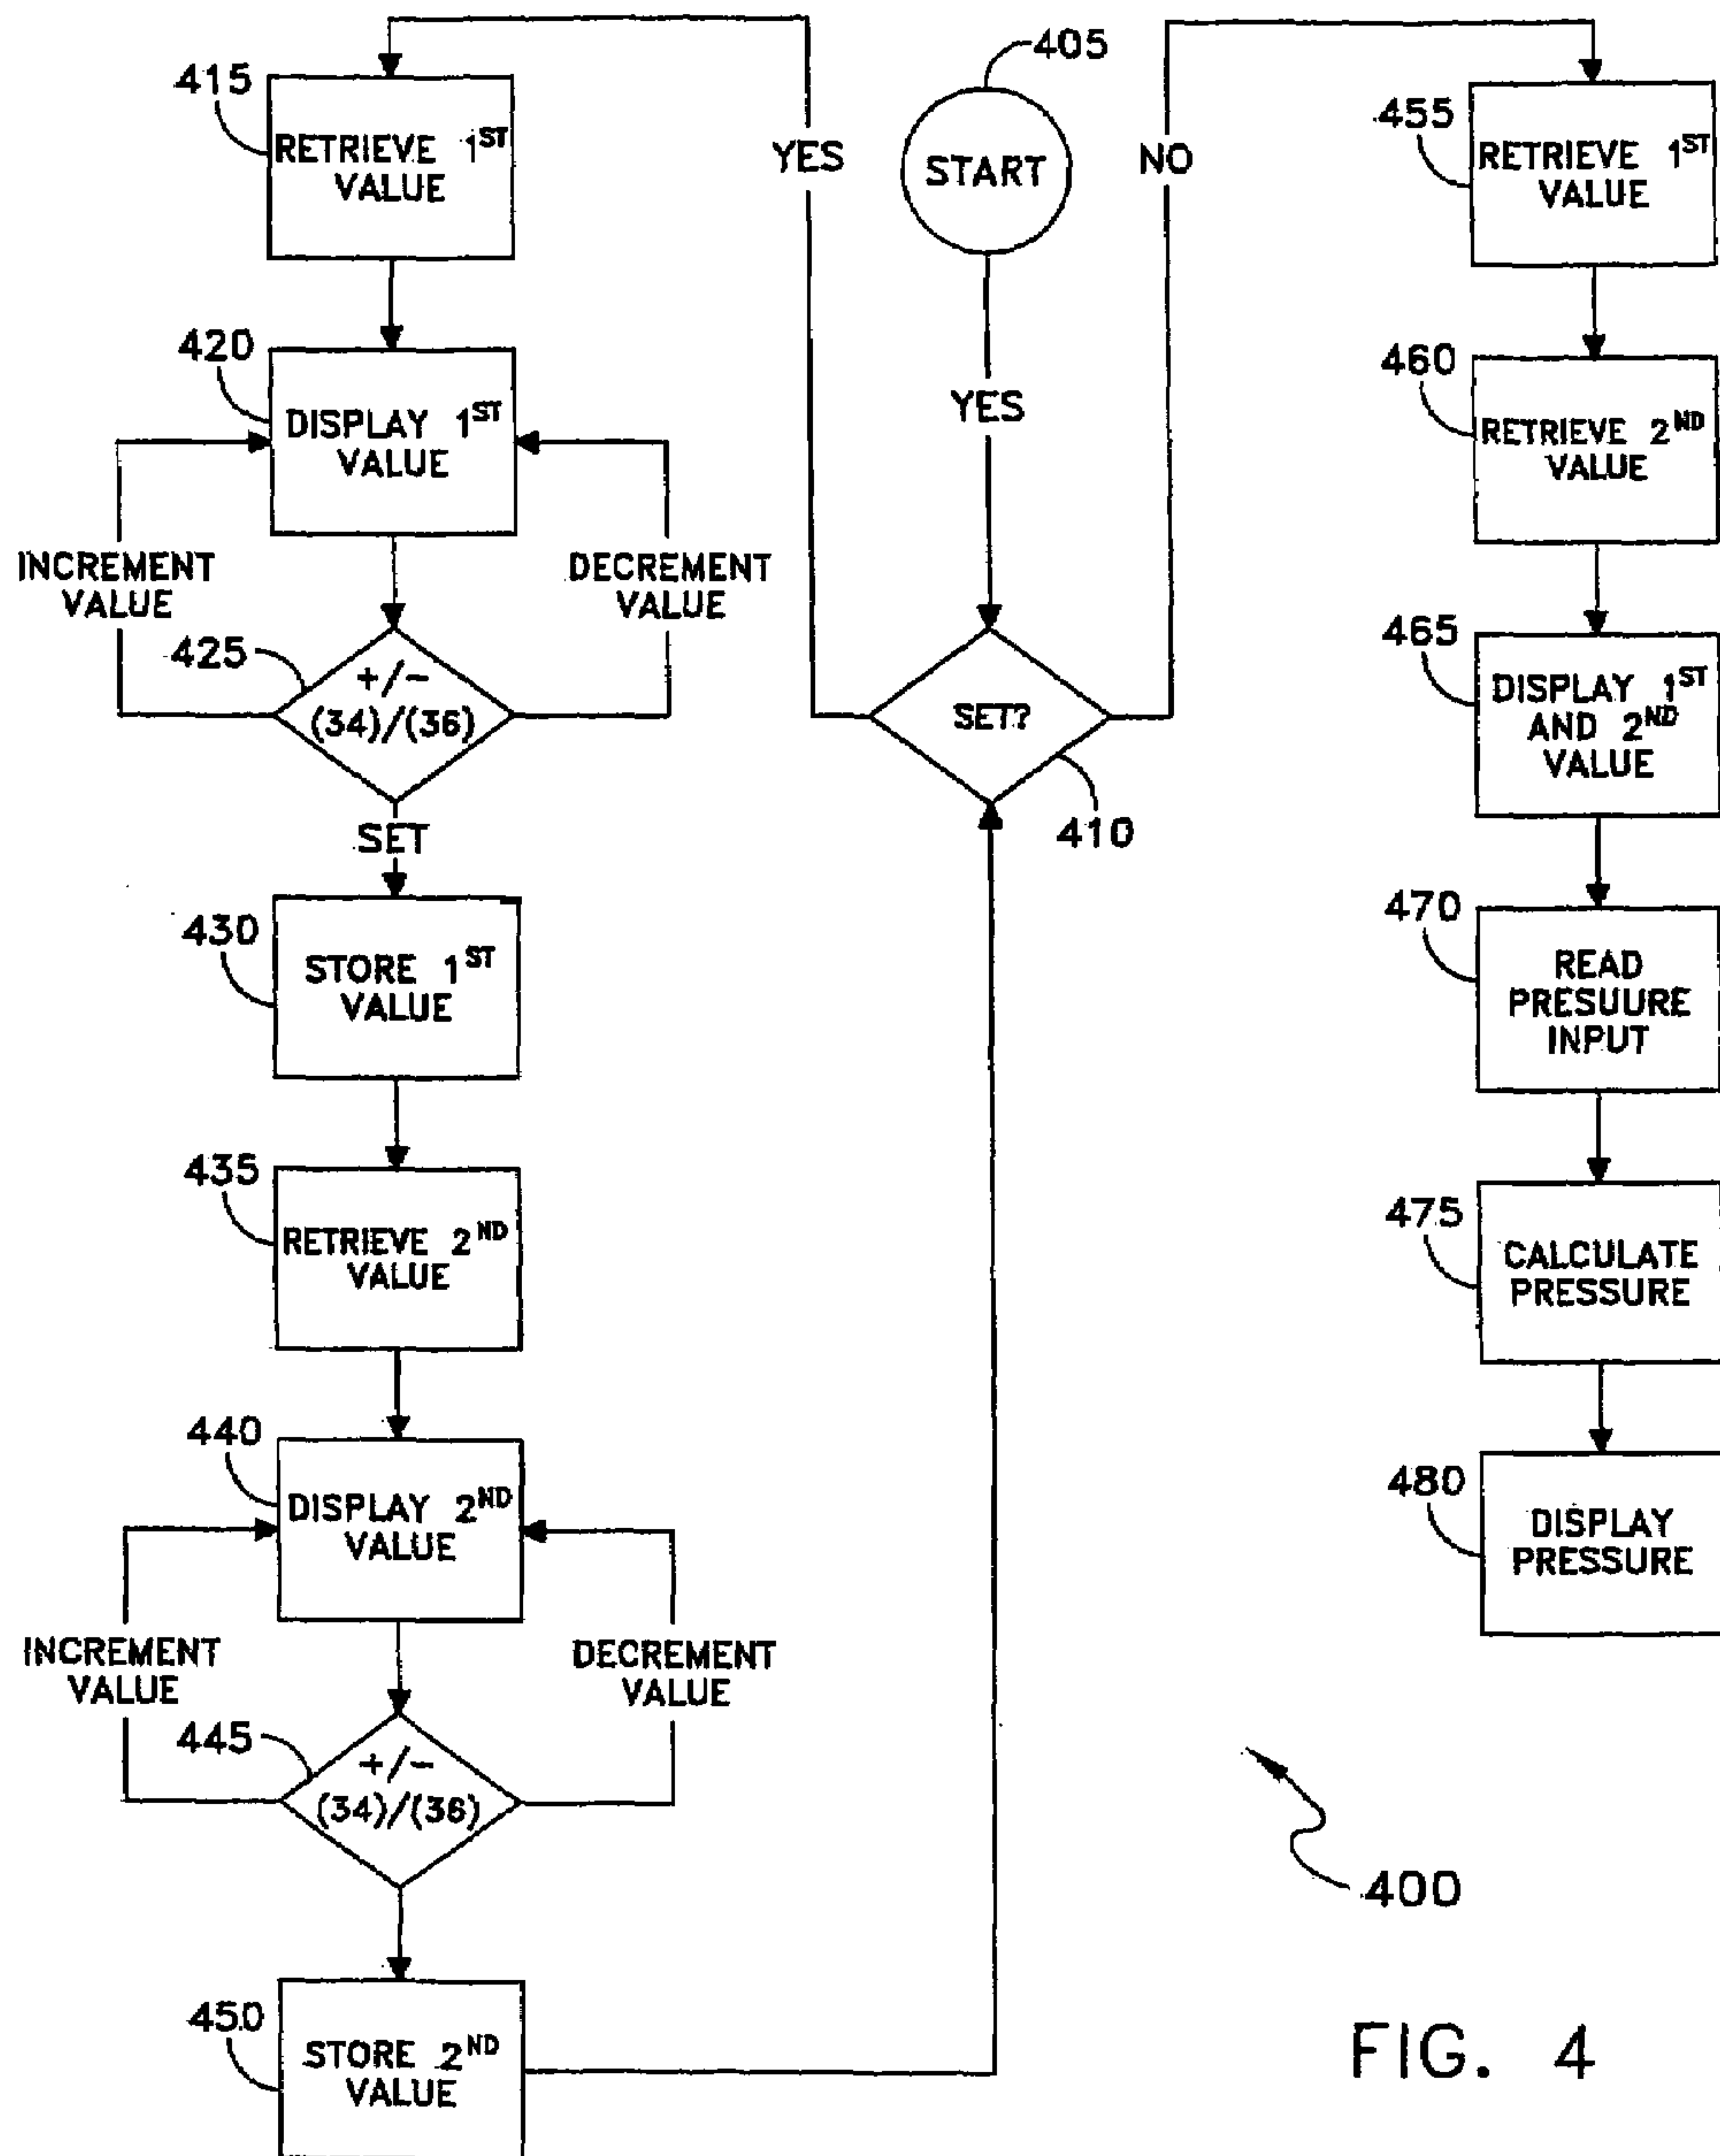 405
START
YES
SET?
410
YES
NO
415
RETRIEVE 1ST
VALUE
420
DISPLAY 1ST
VALUE
INCREMENT
VALUE
DECREMENT
VALUE
425
+/-
(34)/(36)
SET
430
STORE 1ST
VALUE
435
RETRIEVE 2ND
VALUE
440
DISPLAY 2ND
VALUE
INCREMENT
VALUE
DECREMENT
VALUE
445
+/-
(34)/(36)
450
STORE 2ND
VALUE
455
RETRIEVE 1ST
VALUE
460
RETRIEVE 2ND
VALUE
465
DISPLAY 1ST
AND 2ND
VALUE
470
READ
PRESUURE
INPUT
475
CALCULATE
PRESSURE
480
DISPLAY
PRESSURE
400
FIG. 4